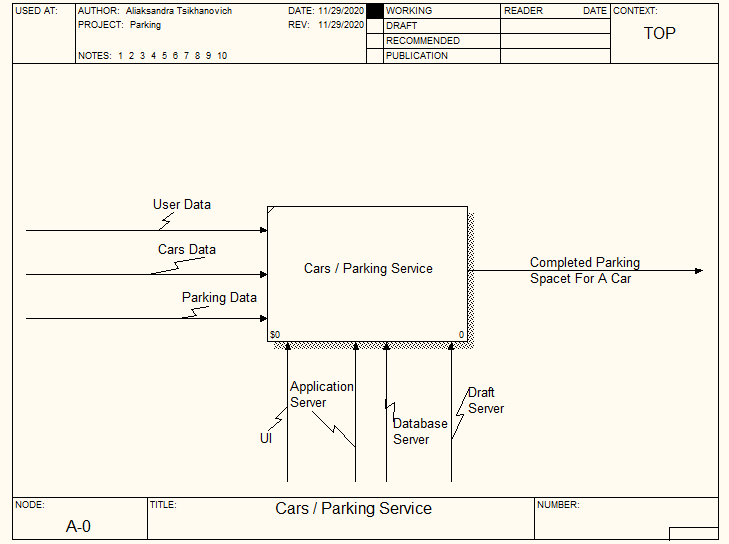 USED AT:
AUTHOR: Aliaksandra Tsikhanovich
DATE: 11/29/2020
PROJECT: Parking
REV: 11/29/2020
NOTES: 1 2 3 4 5 6 7 8 9 10
WORKING
DRAFT
RECOMMENDED
PUBLICATION
READER
DATE
CONTEXT:
TOP
User Data
Cars Data
Parking Data
Cars / Parking Service
$0
0
Completed Parking
Spacet For A Car
UI
Application
Server
Database
Server
Draft
Server
NODE:
A-0
TITLE:
Cars / Parking Service
NUMBER: